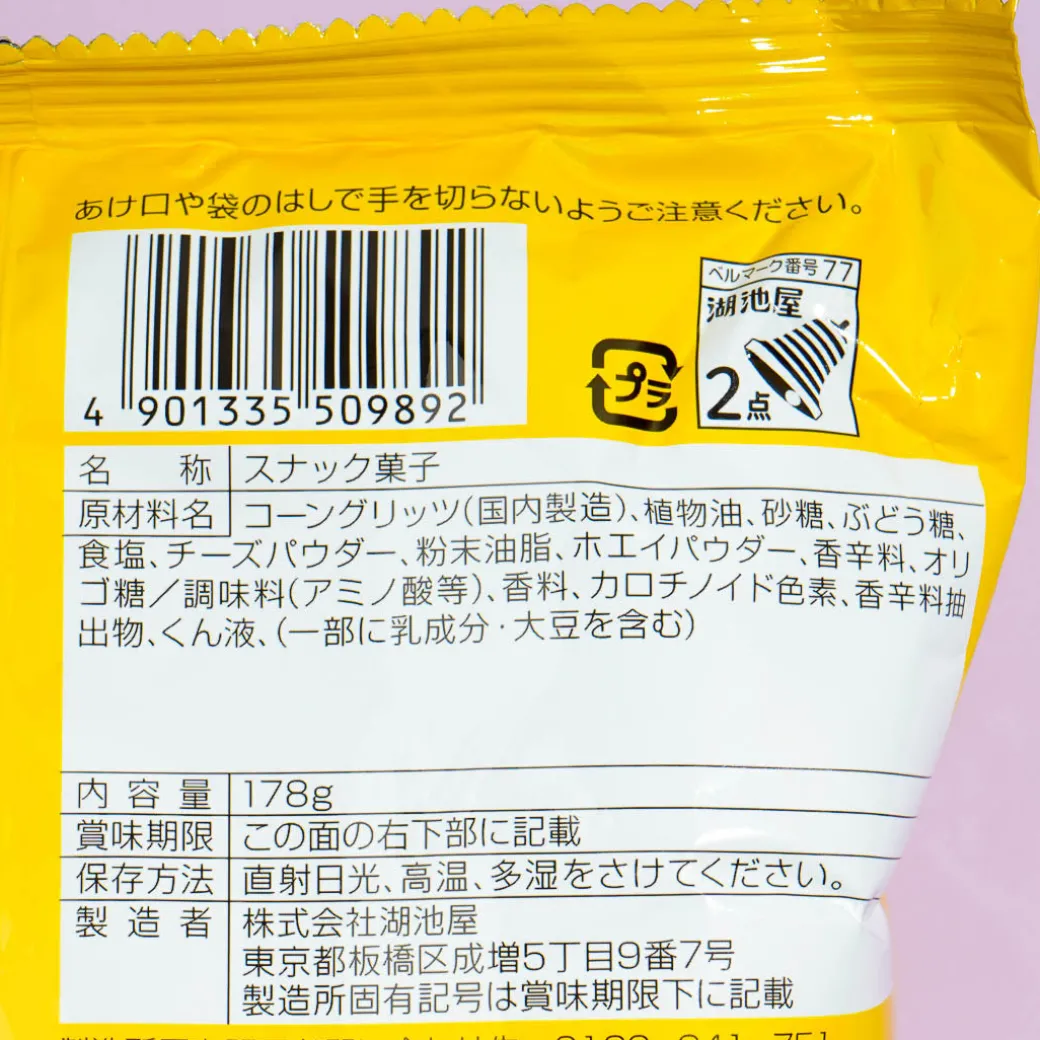 あけ口や袋のはしで手を切らないようご注意ください。
4 901335 509892
プラ
ベルマーク番号77
湖池屋
2点
名称 スナック菓子
原材料名 コーングリッツ(国内製造)、植物油、砂糖、ぶどう糖、
食塩、チーズパウダー、粉末油脂、ホエイパウダー、香辛料、オリ
ゴ糖/調味料(アミノ酸等)、香料、カロチノイド色素、香辛料抽
出物、くん液、(一部に乳成分・大豆を含む)
内容量 178g
賞味期限 この面の右下部に記載
保存方法 直射日光、高温、多湿をさけてください。
製造者 株式会社湖池屋
東京都板橋区成増5丁目9番7号
製造所固有記号は賞味期限下に記載